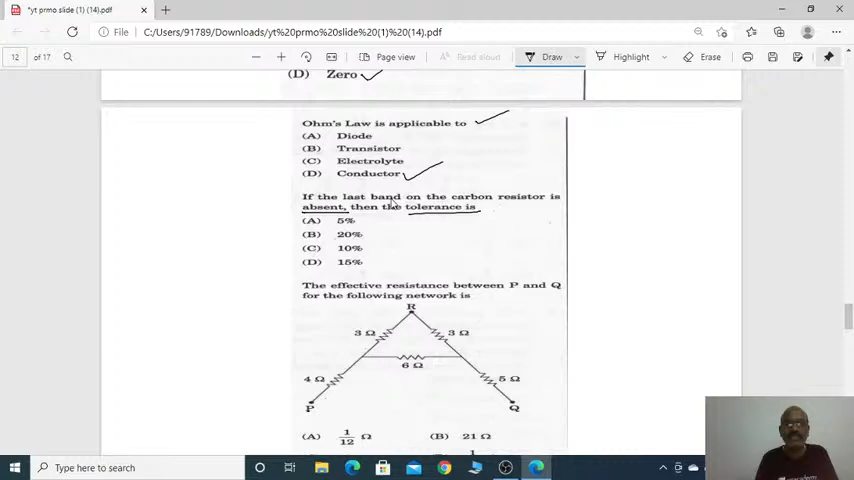 *yt prmo slide (1) (14).pdf
File C:/Users/91789/Downloads/yt%20prmo%20slide%20(1)%20(14).pdf
12 of 17 Page view Read aloud Draw Highlight Erase
(D) Zero
Ohm's Law is applicable to
(A) Diode
(B) Transistor
(C) Electrolyte
(D) Conductor
If the last band on the carbon resistor is
absent, then the tolerance is
(A) 5%
(B) 20%
(C) 10%
(D) 15%
The effective resistance between P and Q
for the following network is
R
3 Ω 3 Ω
6 Ω
4 Ω 5 Ω
P Q
(A) 1/12 Ω (B) 21 Ω
1
Type here to search